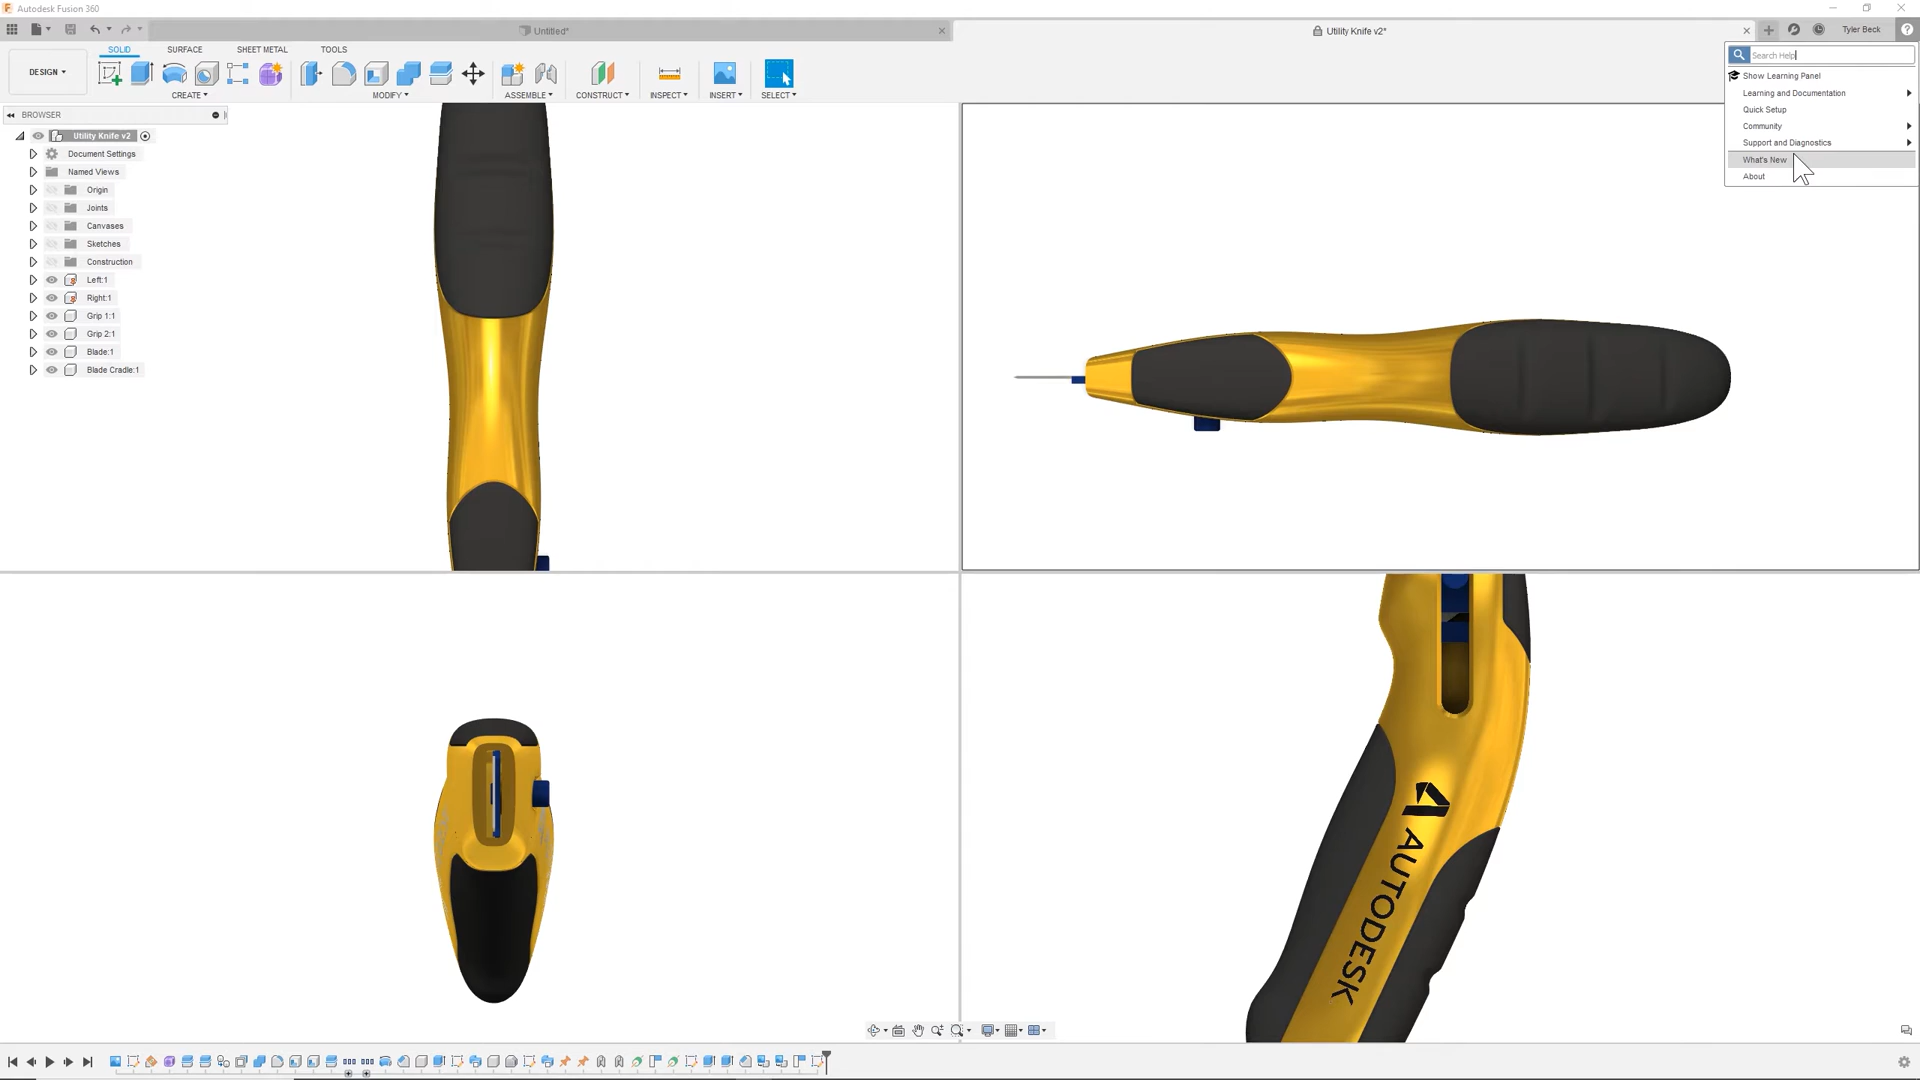 Autodesk Fusion 360
Untitled*
Utility Knife v2*
Tyler Beck
DESIGN
SOLID
SURFACE
SHEET METAL
TOOLS
CREATE
MODIFY
ASSEMBLE
CONSTRUCT
INSPECT
INSERT
SELECT
Search Help
Show Learning Panel
Learning and Documentation
Quick Setup
Community
Support and Diagnostics
What's New
About
BROWSER
Utility Knife v2
Document Settings
Named Views
Origin
Joints
Canvases
Sketches
Construction
Left:1
Right:1
Grip 1:1
Grip 2:1
Blade:1
Blade Cradle:1
AUTODESK